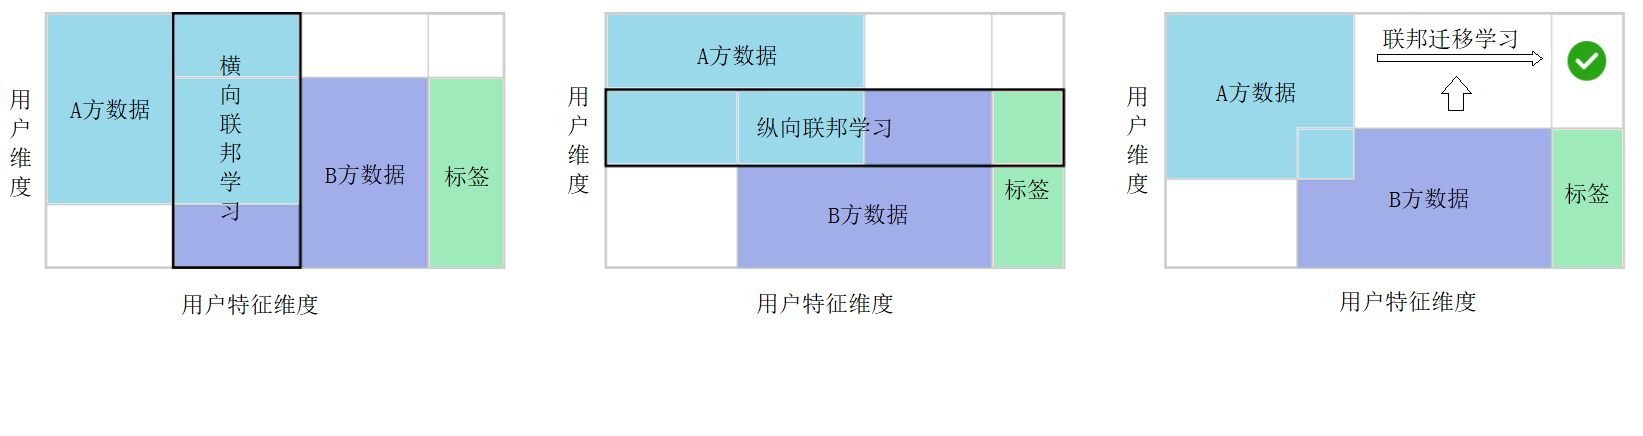 用户维度
A方数据
横向联邦学习
B方数据
标签
用户特征维度
用户维度
A方数据
纵向联邦学习
B方数据
标签
用户特征维度
用户维度
A方数据
联邦迁移学习
B方数据
标签
用户特征维度